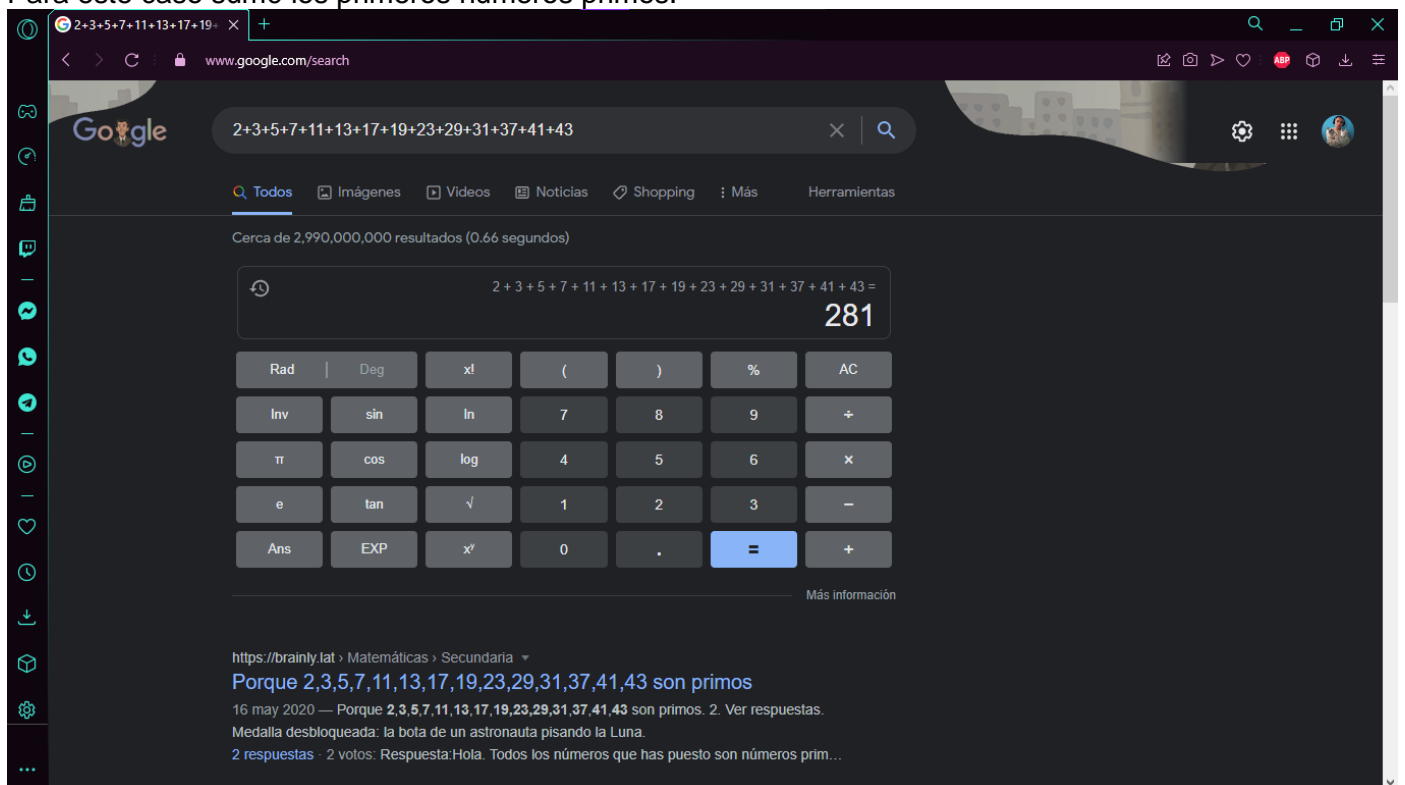 Para este caso sume los primeros números primos.
2+3+5+7+11+13+17+19+
www.google.com/search
ABP
Google
2+3+5+7+11+13+17+19+23+29+31+37+41+43
Todos Imágenes Videos Noticias Shopping Más Herramientas
Cerca de 2,990,000,000 resultados (0.66 segundos)
2 + 3 + 5 + 7 + 11 + 13 + 17 + 19 + 23 + 29 + 31 + 37 + 41 + 43 =
281
Rad | Deg x! ( ) % AC
Inv sin ln 7 8 9 ÷
π cos log 4 5 6 ×
e tan √ 1 2 3 −
Ans EXP xʸ 0 . = +
Más información
https://brainly.lat › Matemáticas › Secundaria
Porque 2,3,5,7,11,13,17,19,23,29,31,37,41,43 son primos
16 may 2020 — Porque 2,3,5,7,11,13,17,19,23,29,31,37,41,43 son primos. 2. Ver respuestas.
Medalla desbloqueada: la bota de un astronauta pisando la Luna.
2 respuestas · 2 votos: Respuesta:Hola. Todos los números que has puesto son números prim…